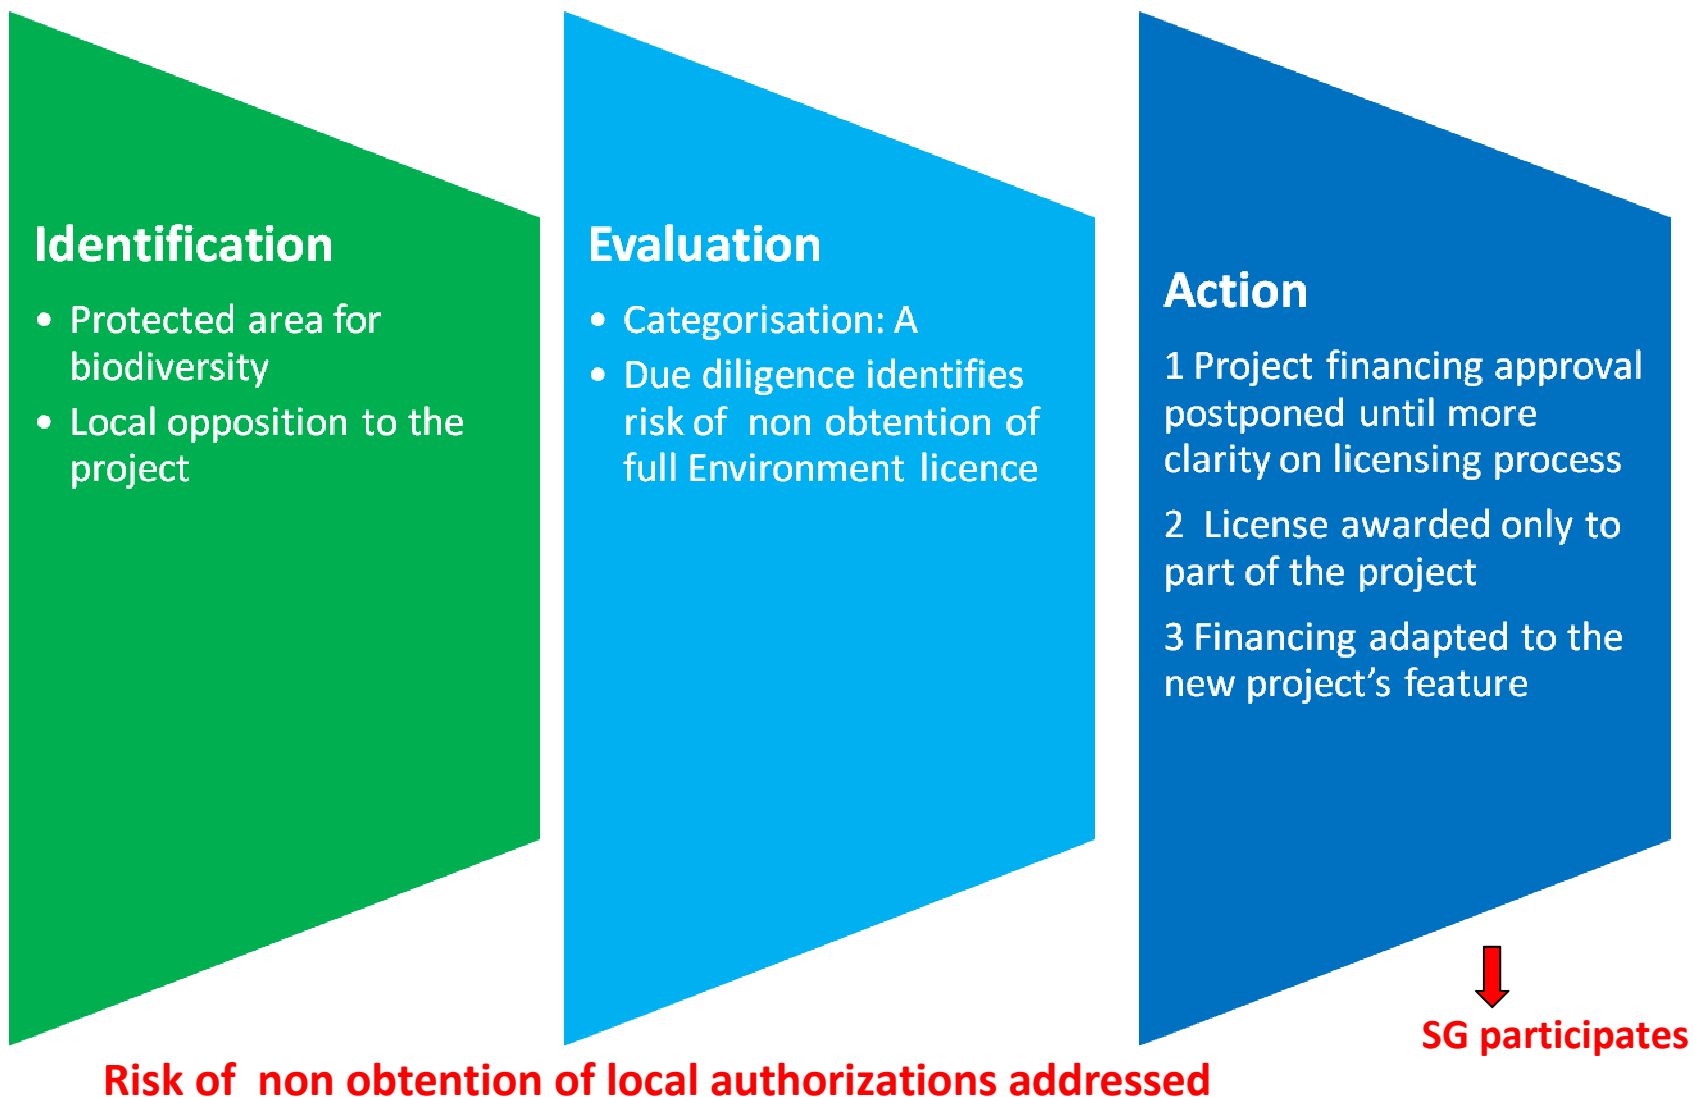 Identification
• Protected area for
biodiversity
• Local opposition to the
project
Evaluation
• Categorisation: A
• Due diligence identifies
risk of non obtention of
full Environment licence
Action
1 Project financing approval
postponed until more
clarity on licensing process
2 License awarded only to
part of the project
3 Financing adapted to the
new project’s feature
SG participates
Risk of non obtention of local authorizations addressed